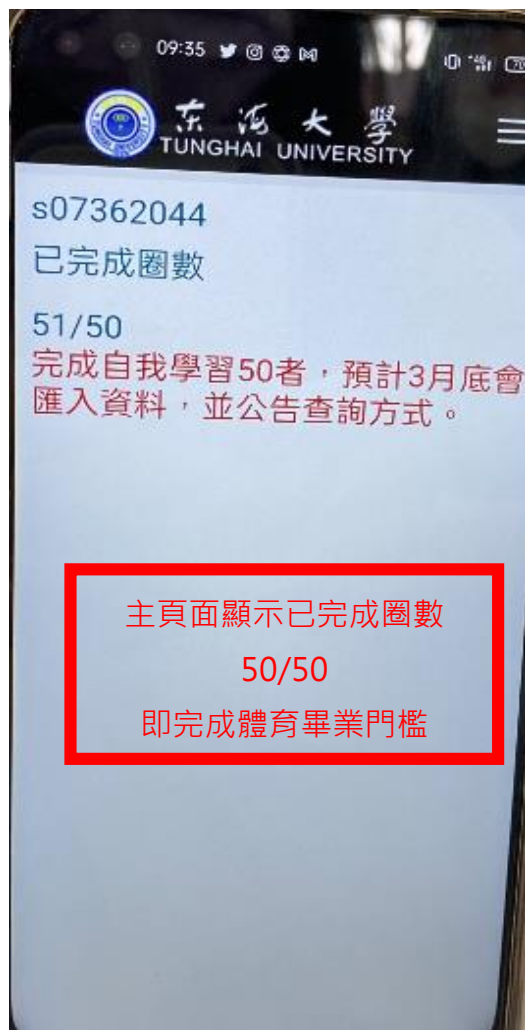 09:35
东海大學
TUNGHAI UNIVERSITY
s07362044
已完成圈數
51/50
完成自我學習50者，預計3月底會
匯入資料，並公告查詢方式。
主頁面顯示已完成圈數
50/50
即完成體育畢業門檻